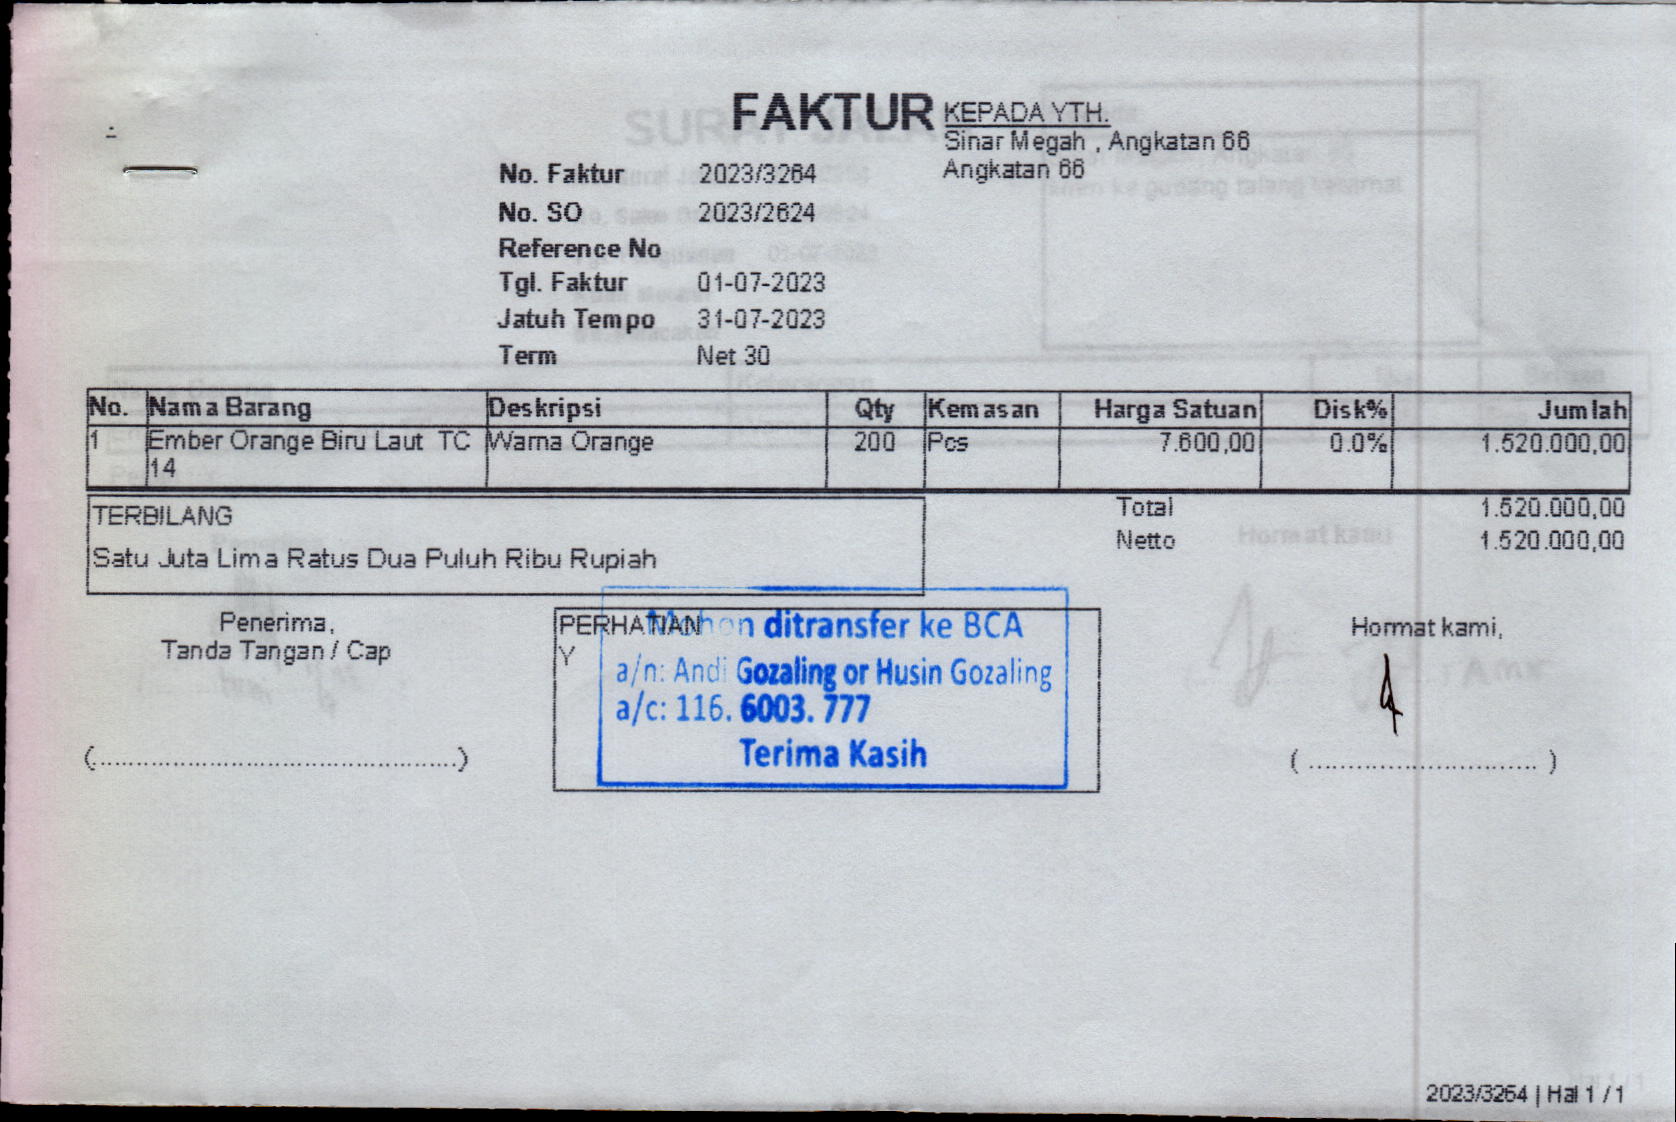 FAKTUR
KEPADA YTH.
Sinar Megah , Angkatan 66
Angkatan 66
No. Faktur 2023/3264
No. SO 2023/2624
Reference No
Tgl. Faktur 01-07-2023
Jatuh Tempo 31-07-2023
Term Net 30
No. Nama Barang Deskripsi Qty Kemasan Harga Satuan Disk% Jumlah
1 Ember Orange Biru Laut TC Warna Orange 200 Pcs 7.600,00 0.0% 1.520.000,00
14
Total 1.520.000,00
Netto 1.520.000,00
TERBILANG
Satu Juta Lima Ratus Dua Puluh Ribu Rupiah
Penerima,
Tanda Tangan / Cap
(................................................)
PERHATIAN
Y
Mohon ditransfer ke BCA
a/n: Andi Gozaling or Husin Gozaling
a/c: 116. 6003. 777
Terima Kasih
Hormat kami,
( .............................. )
2023/3264 | Hal 1 / 1